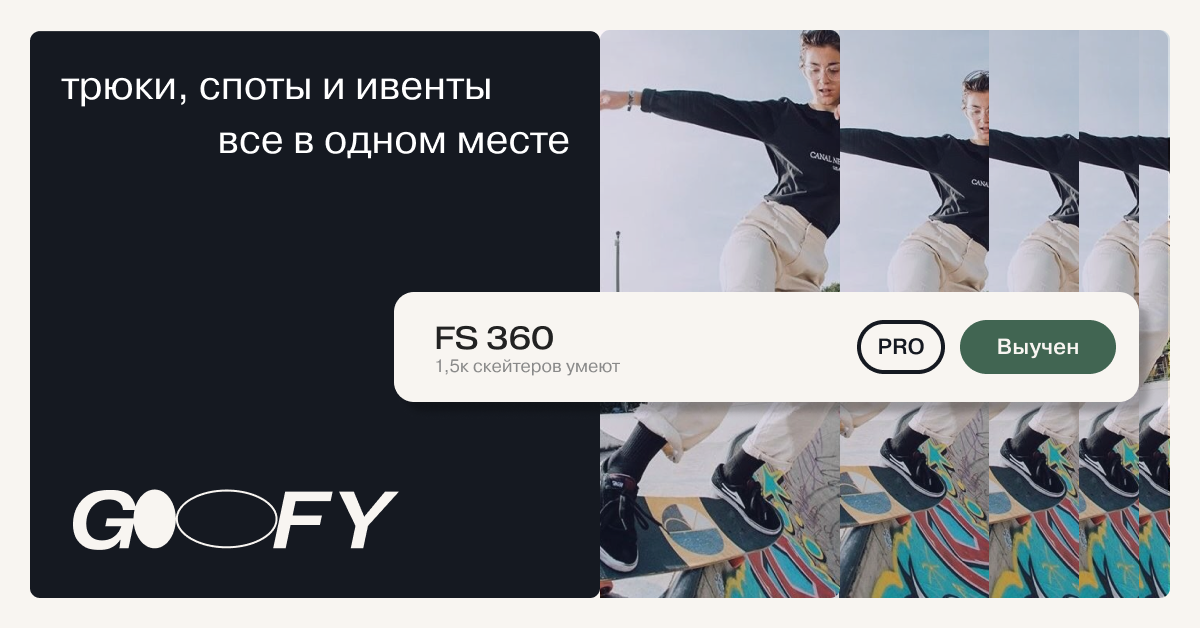 трюки, споты и ивенты
все в одном месте
FS 360
1,5к скейтеров умеют
PRO
Выучен
GOOFY